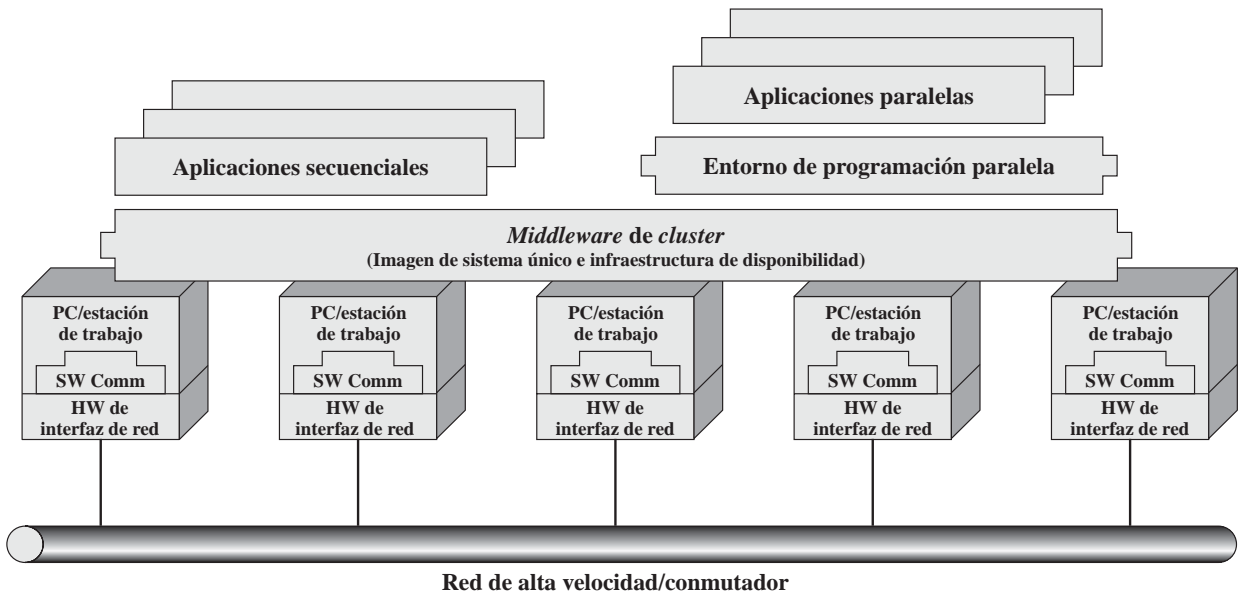 Aplicaciones paralelas
Aplicaciones secuenciales
Entorno de programación paralela
Middleware de cluster
(Imagen de sistema único e infraestructura de disponibilidad)
PC/estación
de trabajo
SW Comm
HW de
interfaz de red
PC/estación
de trabajo
SW Comm
HW de
interfaz de red
PC/estación
de trabajo
SW Comm
HW de
interfaz de red
PC/estación
de trabajo
SW Comm
HW de
interfaz de red
PC/estación
de trabajo
SW Comm
HW de
interfaz de red
Red de alta velocidad/conmutador